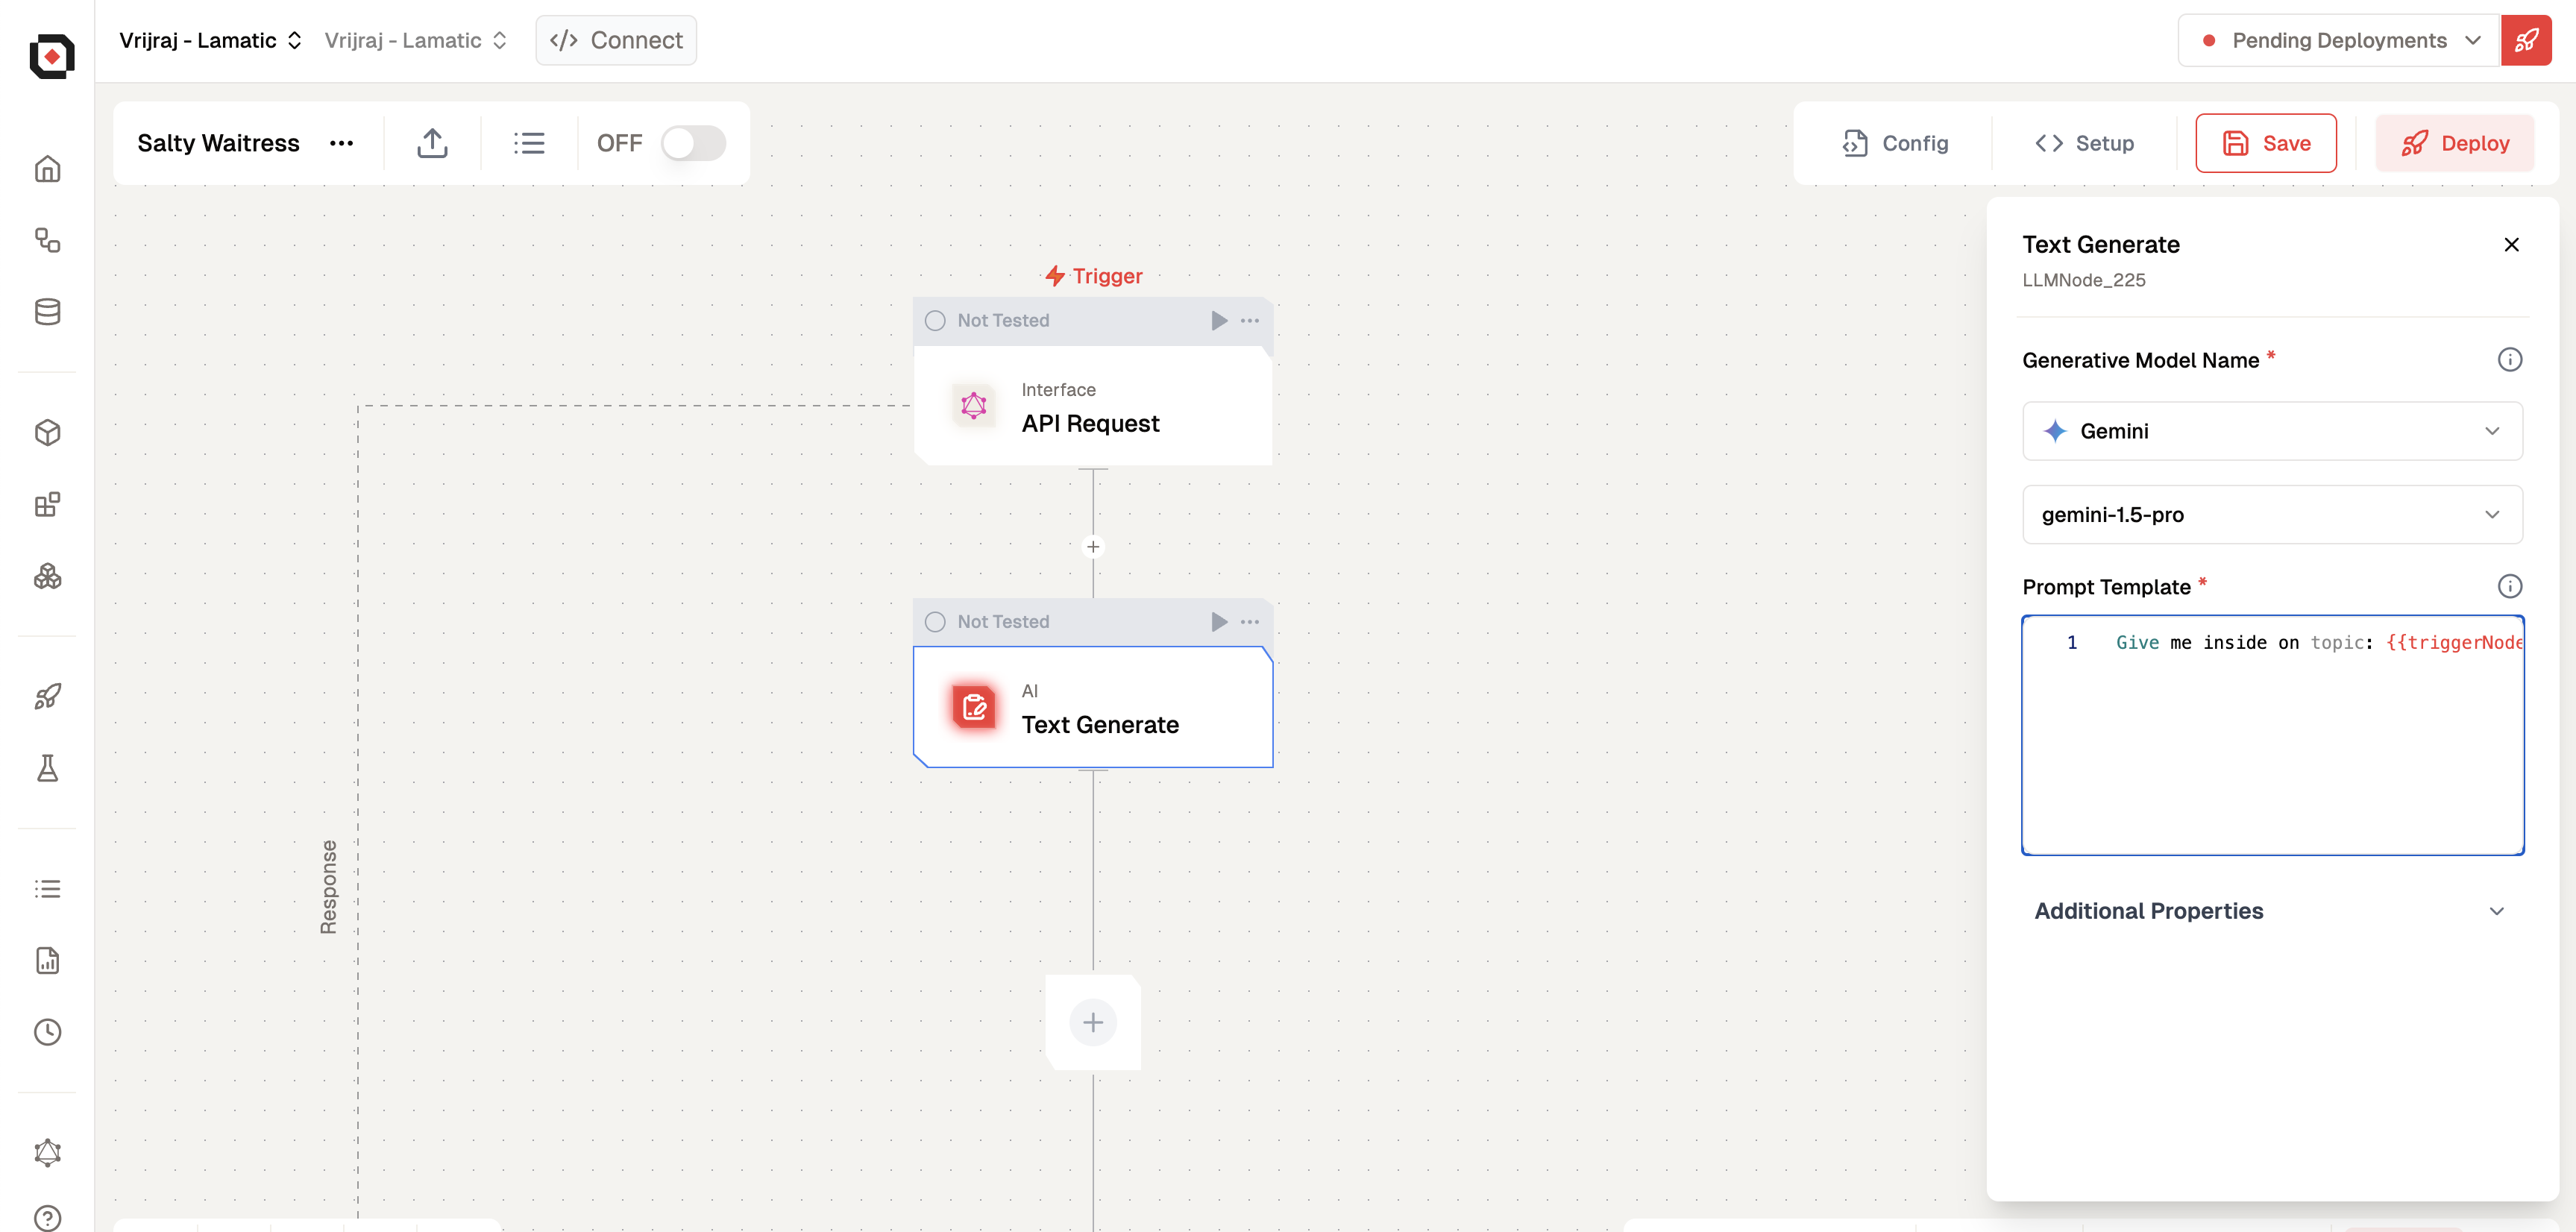 Vrijraj - Lamatic
Vrijraj - Lamatic
</> Connect
Pending Deployments
Salty Waitress
OFF
Config
Setup
Save
Deploy
Trigger
Not Tested
Interface
API Request
Not Tested
AI
Text Generate
Response
Text Generate
LLMNode_225
Generative Model Name *
Gemini
gemini-1.5-pro
Prompt Template *
1 Give me inside on topic: {{triggerNode
Additional Properties